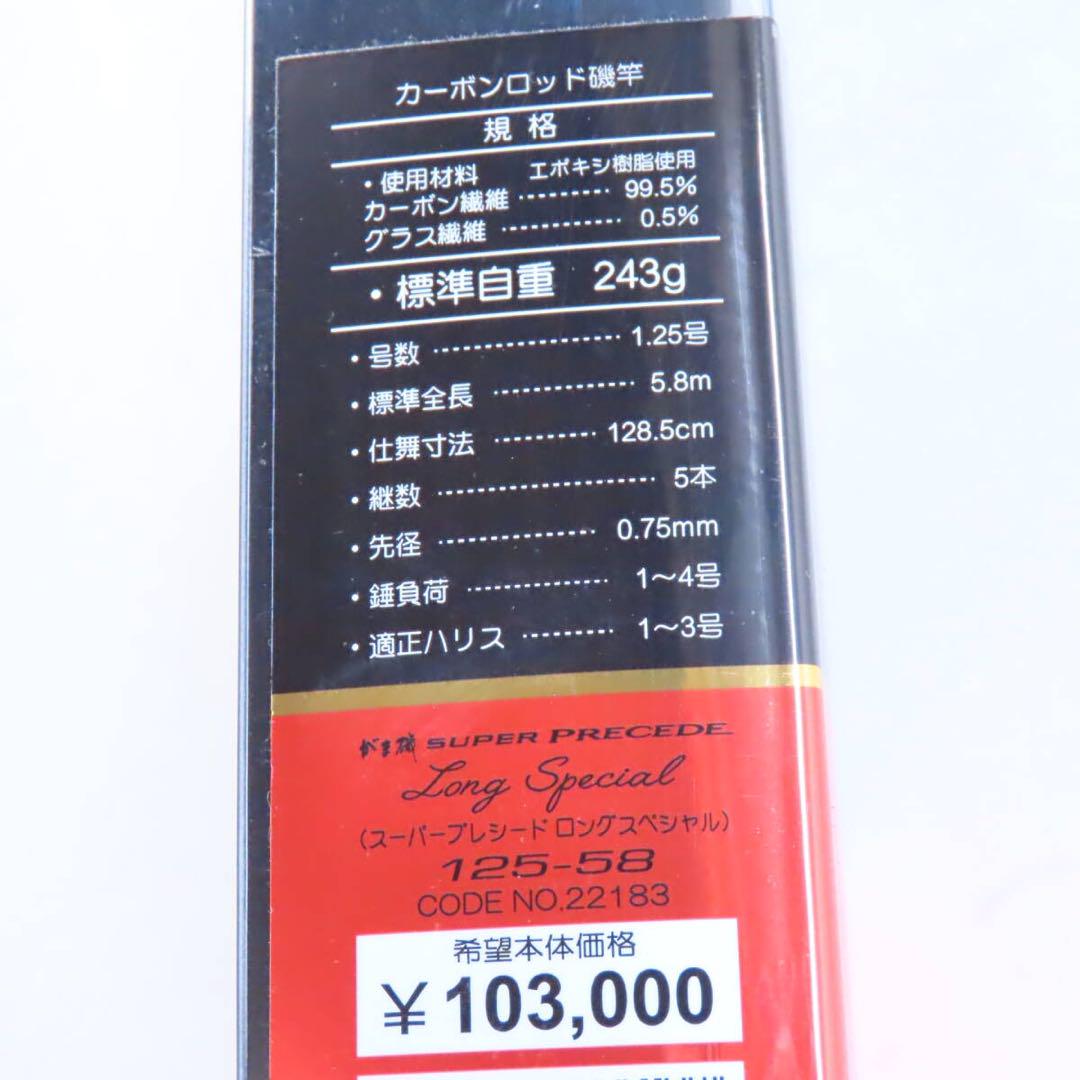 カーボンロッド磯竿
規 格
・使用材料 エポキシ樹脂使用
カーボン繊維 ………… 99.5%
グラス繊維 ………… 0.5%
・標準自重 243g
・号数 ………… 1.25号
・標準全長 ………… 5.8m
・仕舞寸法 ………… 128.5cm
・継数 ………… 5本
・先径 ………… 0.75mm
・錘負荷 ………… 1〜4号
・適正ハリス ………… 1〜3号
がま磯 SUPER PRECEDE
Long Special
(スーパープレシード ロングスペシャル)
125-58
CODE NO.22183
希望本体価格
¥103,000